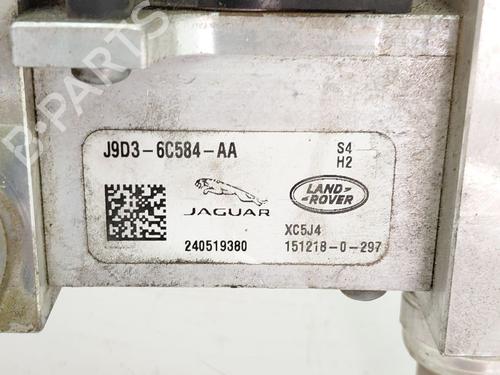 J9D3-6C584-AA
S4
H2
JAGUAR
LAND
ROVER
240519380
XC5J4
151218-0-297
B-PARTS